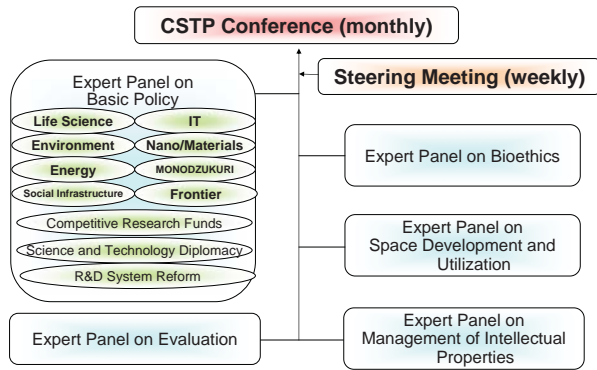 CSTP Conference (monthly)
Steering Meeting (weekly)
Expert Panel on
Basic Policy
Life Science
IT
Environment
Nano/Materials
Energy
MONODZUKURI
Social Infrastructure
Frontier
Competitive Research Funds
Science and Technology Diplomacy
R&D System Reform
Expert Panel on Evaluation
Expert Panel on Bioethics
Expert Panel on
Space Development and
Utilization
Expert Panel on
Management of Intellectual
Properties